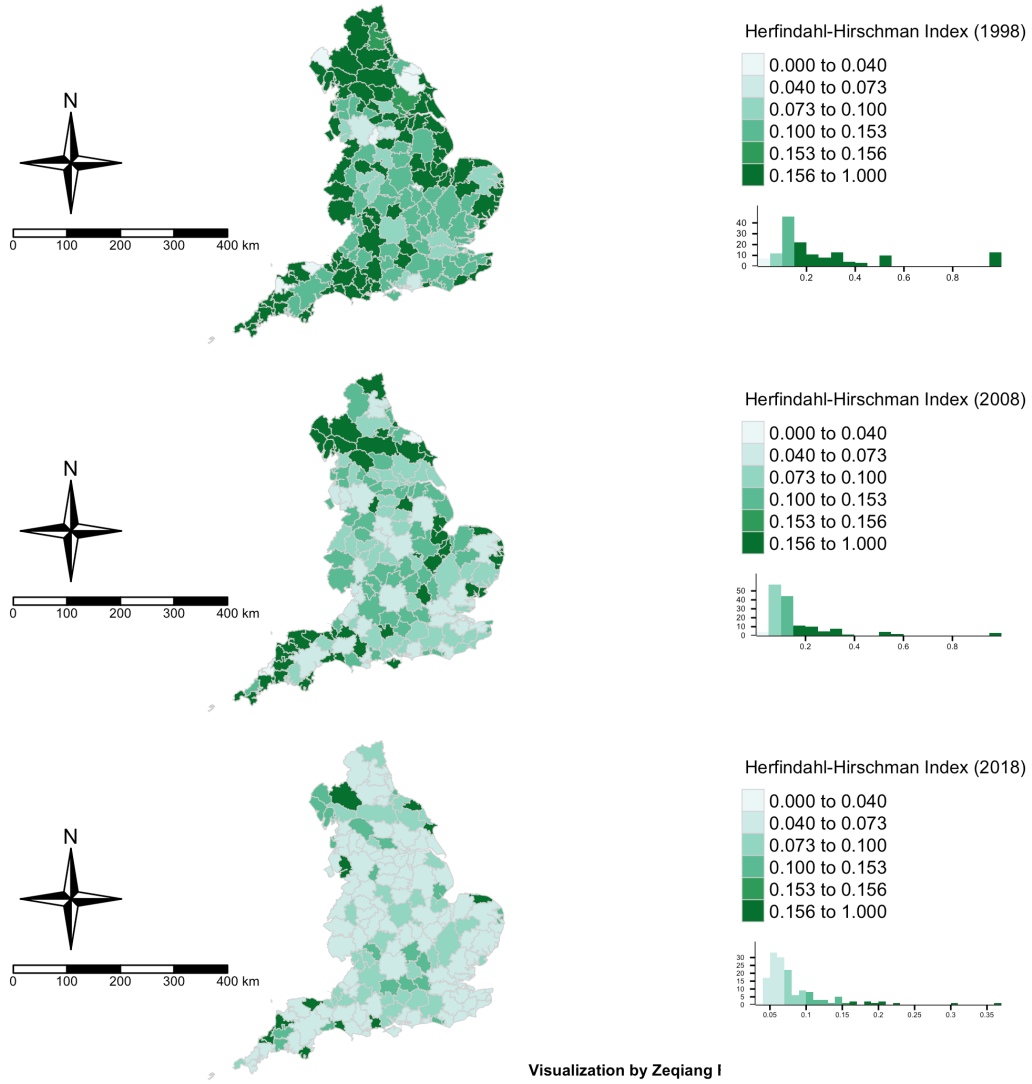 Herfindahl-Hirschman Index (1998)
0.000 to 0.040
0.040 to 0.073
0.073 to 0.100
0.100 to 0.153
0.153 to 0.156
0.156 to 1.000
N
0 100 200 300 400 km
40
30
20
10
0
0.2 0.4 0.6 0.8
Herfindahl-Hirschman Index (2008)
0.000 to 0.040
0.040 to 0.073
0.073 to 0.100
0.100 to 0.153
0.153 to 0.156
0.156 to 1.000
N
0 100 200 300 400 km
50
40
30
20
10
0
0.2 0.4 0.6 0.8
Herfindahl-Hirschman Index (2018)
0.000 to 0.040
0.040 to 0.073
0.073 to 0.100
0.100 to 0.153
0.153 to 0.156
0.156 to 1.000
N
0 100 200 300 400 km
30
25
20
15
10
5
0
0.05 0.1 0.15 0.2 0.25 0.3 0.35
Visualization by Zeqiang